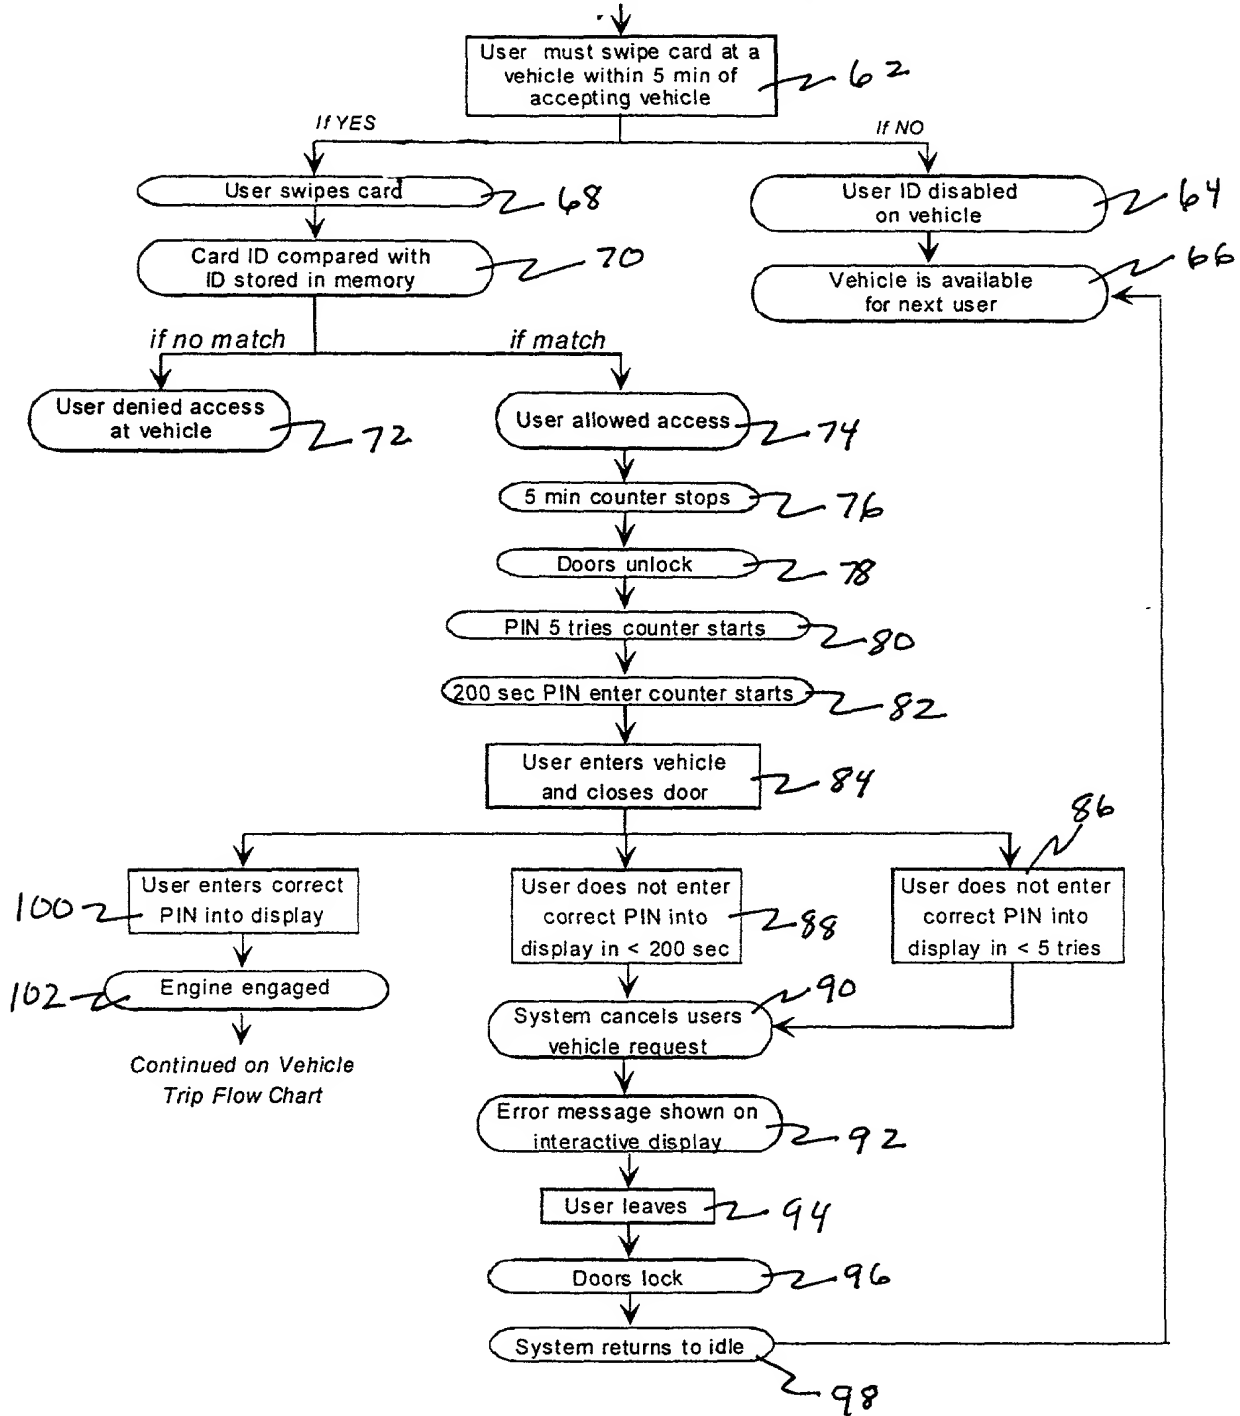 User must swipe card at a
vehicle within 5 min of
accepting vehicle
62
If YES
If NO
User swipes card
68
User ID disabled
on vehicle
64
Card ID compared with
ID stored in memory
70
Vehicle is available
for next user
66
if no match
if match
User denied access
at vehicle
72
User allowed access
74
5 min counter stops
76
Doors unlock
78
PIN 5 tries counter starts
80
200 sec PIN enter counter starts
82
User enters vehicle
and closes door
84
86
100
User enters correct
PIN into display
User does not enter
correct PIN into
display in < 200 sec
88
User does not enter
correct PIN into
display in < 5 tries
102
Engine engaged
Continued on Vehicle
Trip Flow Chart
System cancels users
vehicle request
90
Error message shown on
interactive display
92
User leaves
94
Doors lock
96
System returns to idle
98